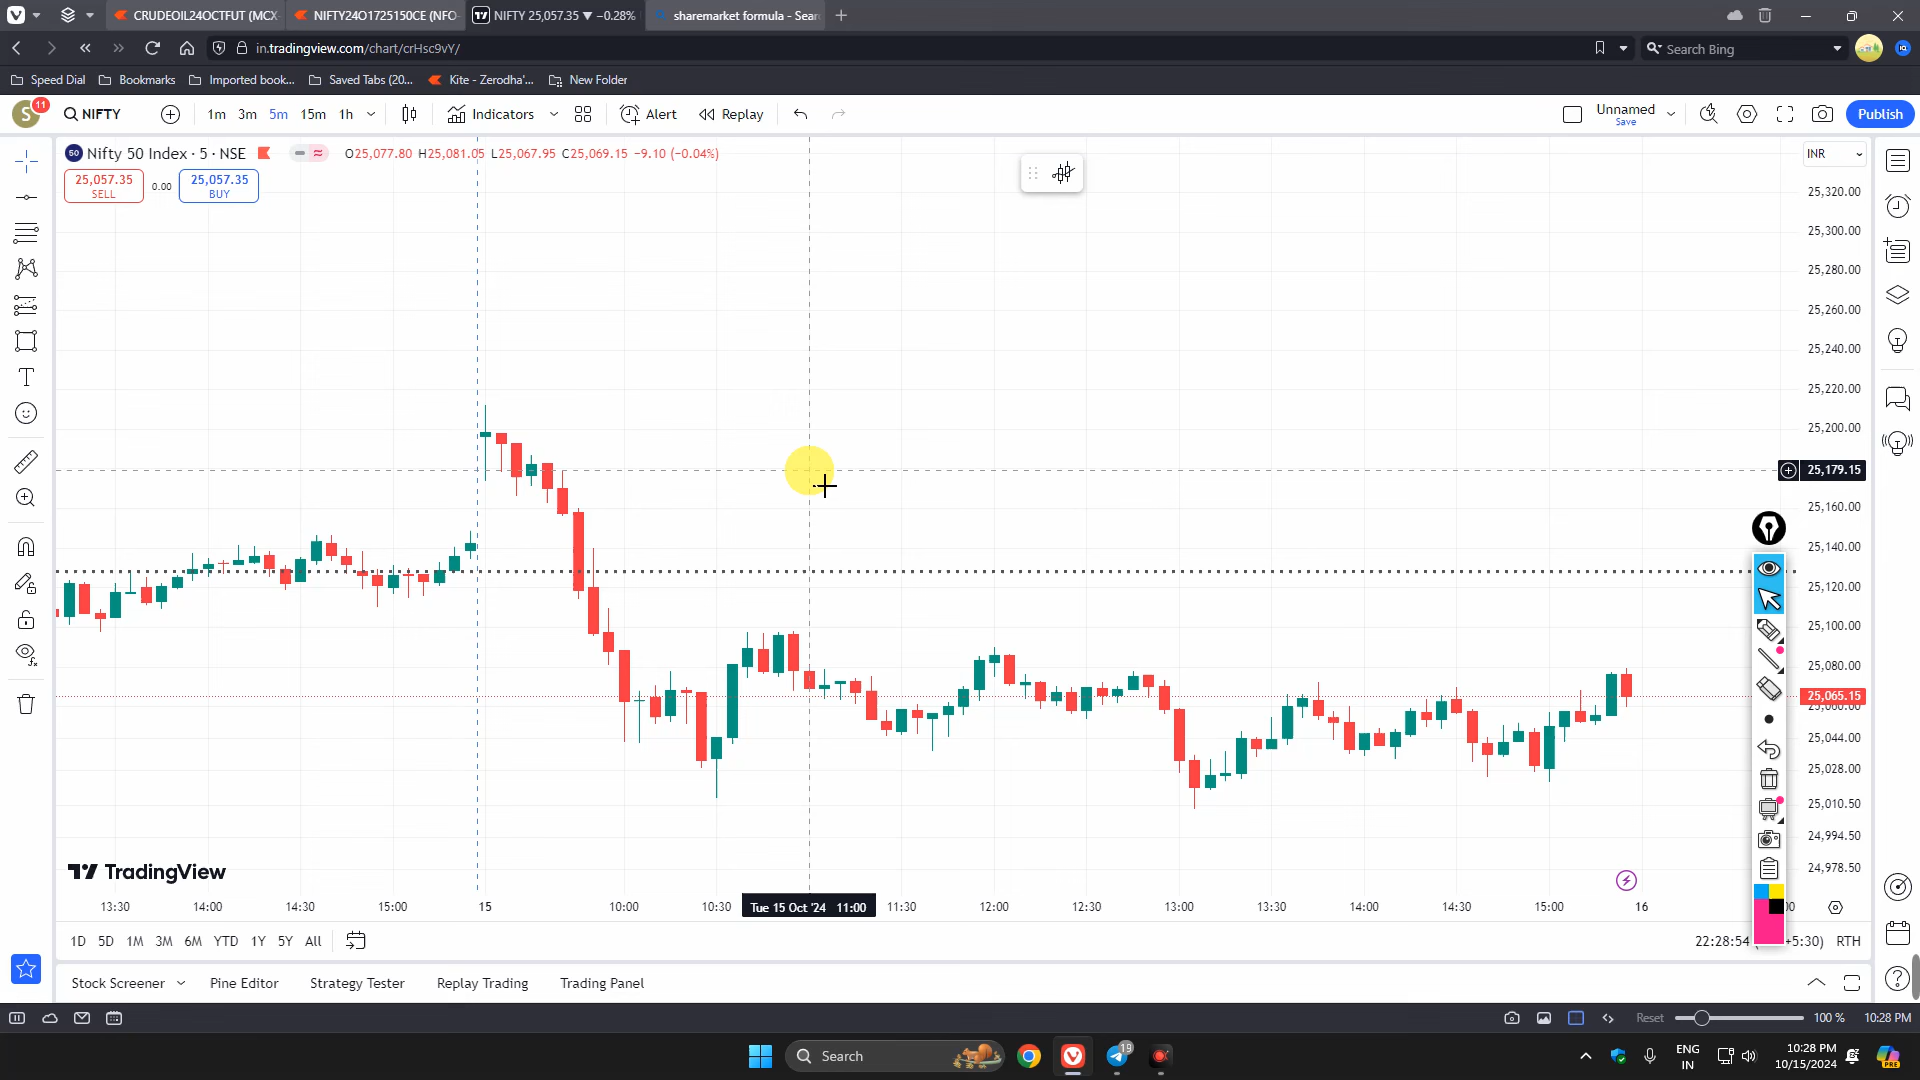 CRUDEOIL24OCTFUT (MCX-
NIFTY24O1725150CE (NFO-
NIFTY 25,057.35 ▼ −0.28%
sharemarket formula - Sear
in.tradingview.com/chart/crHsc9vY/
Search Bing
Speed Dial
Bookmarks
Imported book...
Saved Tabs (20...
Kite - Zerodha'...
New Folder
S
11
NIFTY
1m 3m 5m 15m 1h
Indicators
Alert
Replay
Unnamed
Save
Publish
50
Nifty 50 Index · 5 · NSE
O25,077.80 H25,081.05 L25,067.95 C25,069.15 −9.10 (−0.04%)
INR
25,057.35
SELL
0.00
25,057.35
BUY
25,320.00
25,300.00
25,280.00
25,260.00
25,240.00
25,220.00
25,200.00
25,179.15
25,160.00
25,140.00
25,120.00
25,100.00
25,080.00
25,065.15
25,060.00
25,044.00
25,028.00
25,010.50
24,994.50
24,978.50
TradingView
13:30 14:00 14:30 15:00 15 10:00 10:30 Tue 15 Oct '24 11:00 11:30 12:00 12:30 13:00 13:30 14:00 14:30 15:00 16
1D 5D 1M 3M 6M YTD 1Y 5Y All
22:28:54
+5:30)
RTH
Stock Screener
Pine Editor
Strategy Tester
Replay Trading
Trading Panel
Reset
100 %
10:28 PM
Search
19
ENG
IN
10:28 PM
10/15/2024
PRE